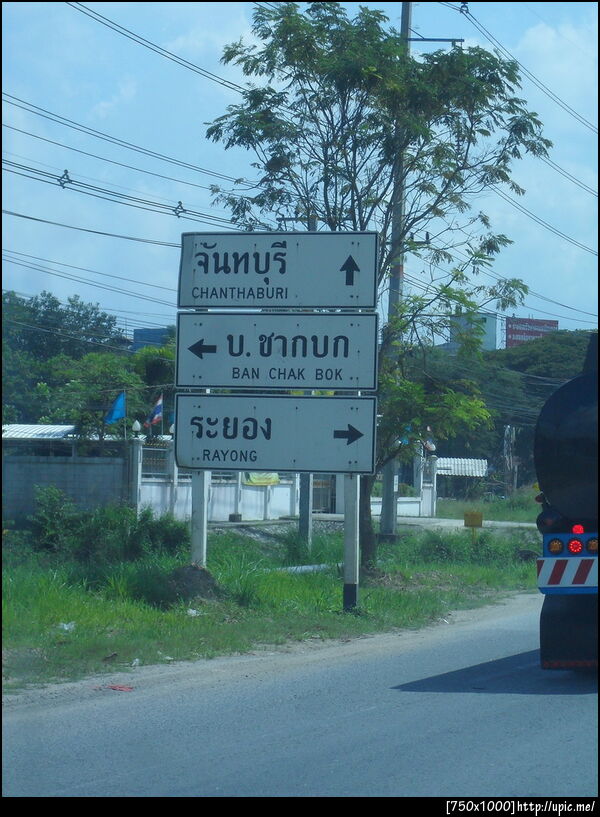 จันทบุรี
CHANTHABURI
บ.ชากบก
BAN CHAK BOK
ระยอง
RAYONG
[750x1000]http://upic.me/